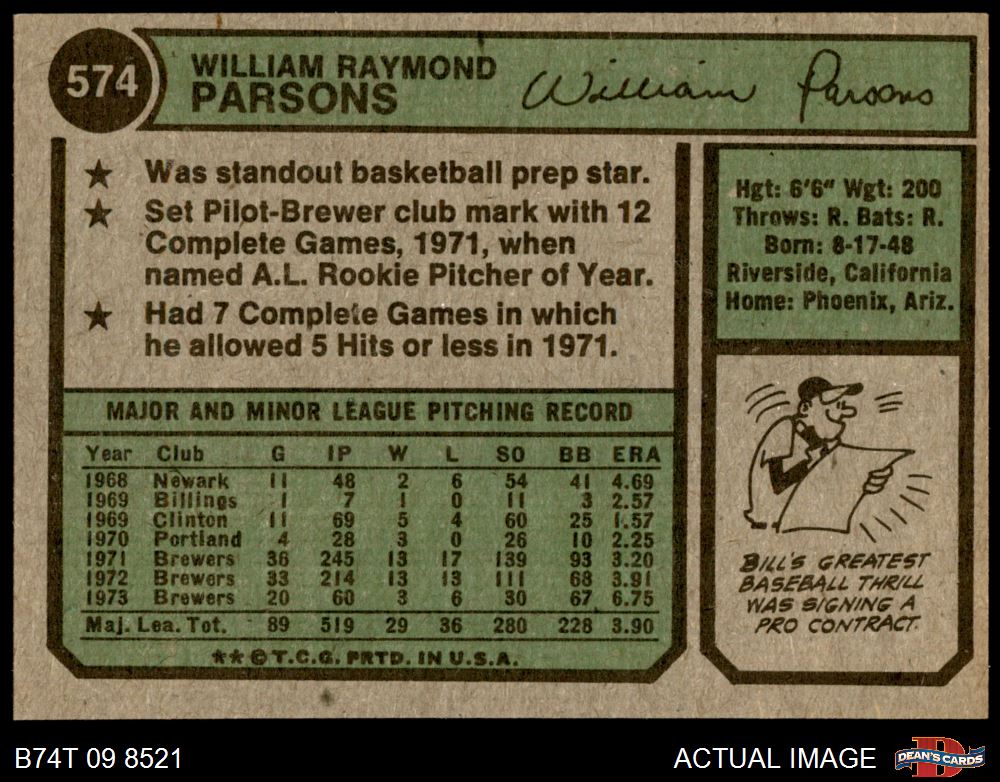 574
WILLIAM RAYMOND
PARSONS
William Parsons
★ Was standout basketball prep star.
★ Set Pilot-Brewer club mark with 12
Complete Games, 1971, when
named A.L. Rookie Pitcher of Year.
★ Had 7 Complete Games in which
he allowed 5 Hits or less in 1971.
Hgt: 6'6" Wgt: 200
Throws: R. Bats: R.
Born: 8-17-48
Riverside, California
Home: Phoenix, Ariz.
MAJOR AND MINOR LEAGUE PITCHING RECORD
Year Club G IP W L SO BB ERA
1968 Newark 11 48 2 6 54 41 4.69
1969 Billings 1 7 1 0 11 3 2.57
1969 Clinton 11 69 5 4 60 25 1.57
1970 Portland 4 28 3 0 26 10 2.25
1971 Brewers 36 245 13 17 139 93 3.20
1972 Brewers 33 214 13 13 111 68 3.91
1973 Brewers 20 60 3 6 30 67 6.75
Maj. Lea. Tot. 89 519 29 36 280 228 3.90
★★©T.C.G. PRTD. IN U.S.A.
BILL'S GREATEST
BASEBALL THRILL
WAS SIGNING A
PRO CONTRACT.
B74T 09 8521
ACTUAL IMAGE
D
DEAN'S CARDS